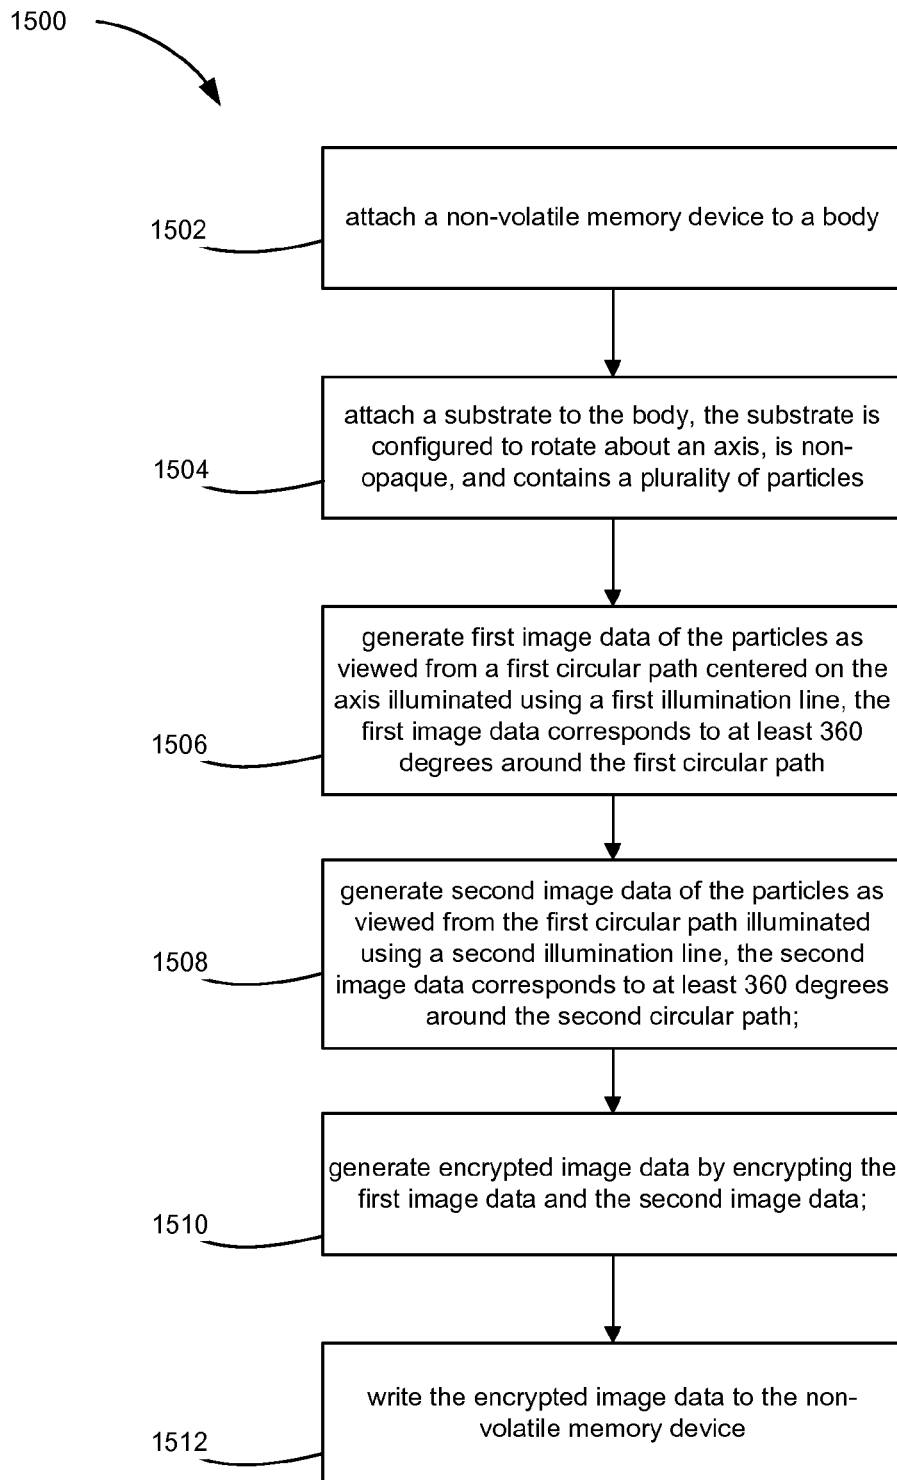 1500
1502
attach a non-volatile memory device to a body
1504
attach a substrate to the body, the substrate is
configured to rotate about an axis, is non-
opaque, and contains a plurality of particles
1506
generate first image data of the particles as
viewed from a first circular path centered on the
axis illuminated using a first illumination line, the
first image data corresponds to at least 360
degrees around the first circular path
1508
generate second image data of the particles as
viewed from the first circular path illuminated
using a second illumination line, the second
image data corresponds to at least 360 degrees
around the second circular path;
1510
generate encrypted image data by encrypting the
first image data and the second image data;
1512
write the encrypted image data to the non-
volatile memory device